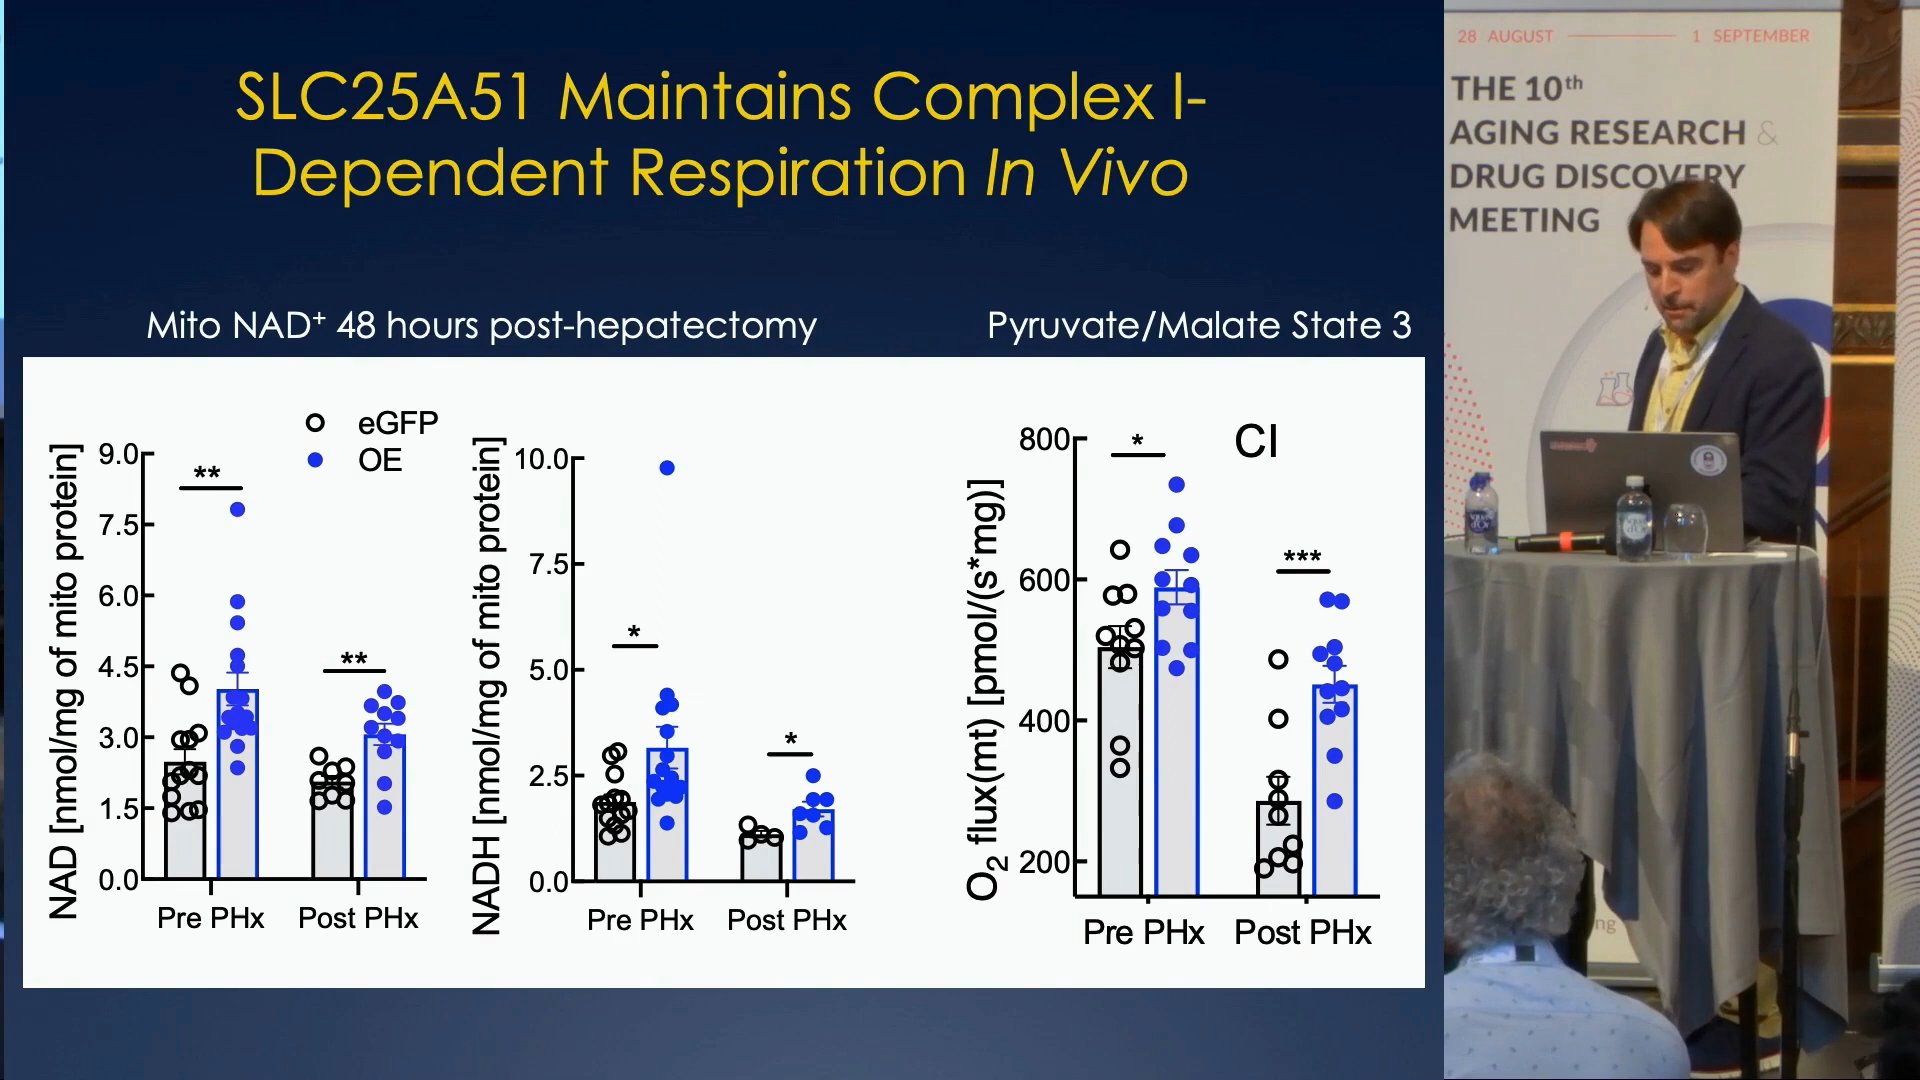 SLC25A51 Maintains Complex I-
Dependent Respiration In Vivo
Mito NAD⁺ 48 hours post-hepatectomy
Pyruvate/Malate State 3
eGFP
OE
NAD [nmol/mg of mito protein]
9.0
7.5
6.0
4.5
3.0
1.5
0.0
**
**
Pre PHx
Post PHx
NADH [nmol/mg of mito protein]
10.0
7.5
5.0
2.5
0.0
*
*
Pre PHx
Post PHx
CI
O₂ flux(mt) [pmol/(s*mg)]
800
600
400
200
*
***
Pre PHx
Post PHx
28 AUGUST
1 SEPTEMBER
THE 10th
AGING RESEARCH &
DRUG DISCOVERY
MEETING
ng